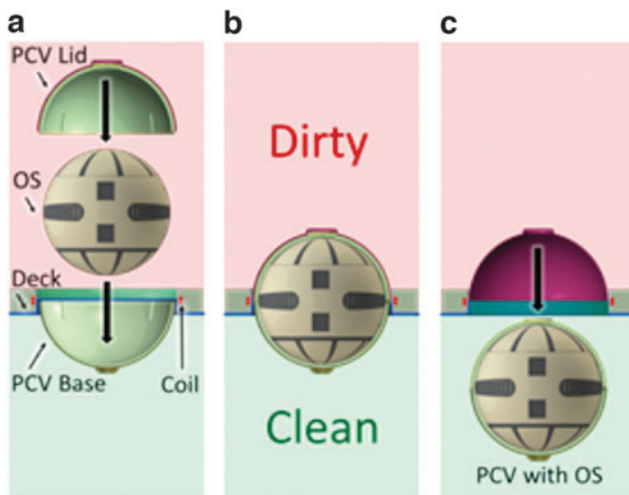 a
PCV Lid
OS
Deck
PCV Base
Coil
b
Dirty
Clean
c
PCV with OS